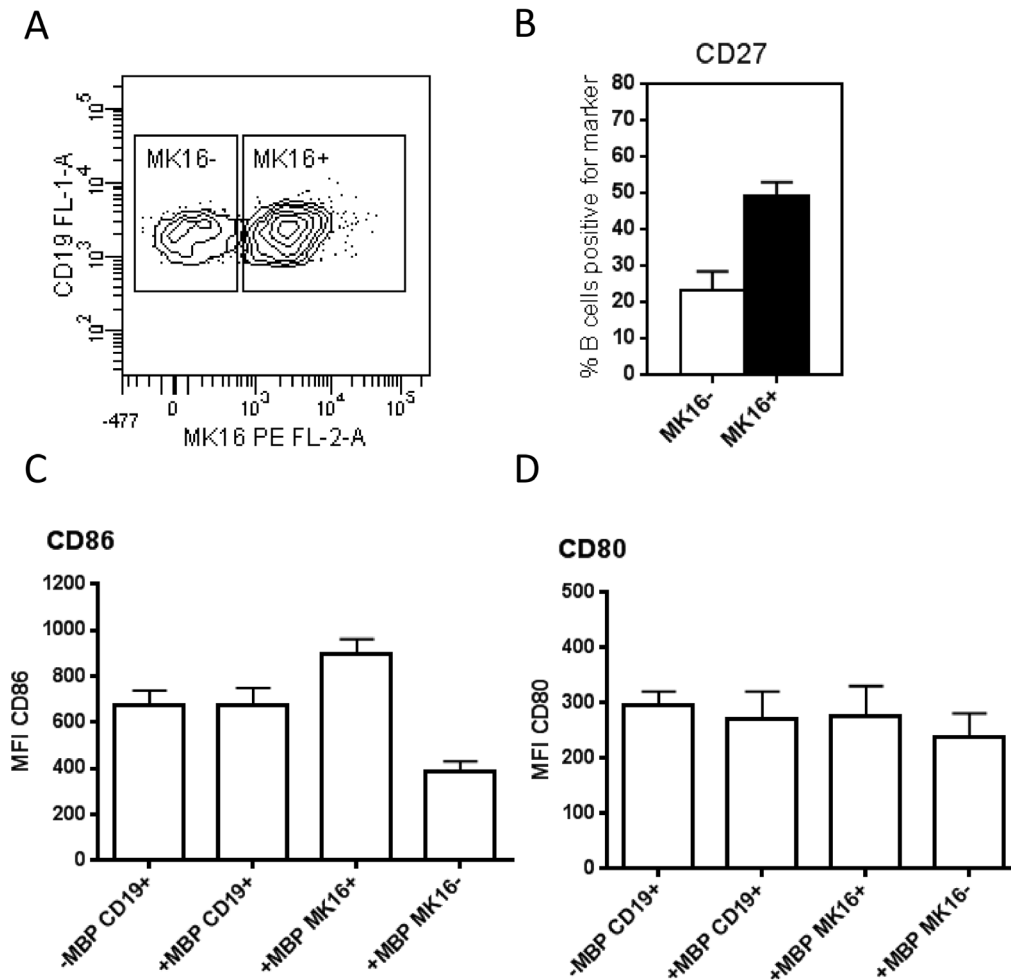 A
CD19 FL-1-A
10^5
10^4
10^3
10^2
MK16-
MK16+
-477
0
10^3
10^4
10^5
MK16 PE FL-2-A
B
CD27
% B cells positive for marker
80
70
60
50
40
30
20
10
0
MK16-
MK16+
C
CD86
MFI CD86
1200
1000
800
600
400
200
0
-MBP CD19+
+MBP CD19+
+MBP MK16+
+MBP MK16-
D
CD80
MFI CD80
500
400
300
200
100
0
-MBP CD19+
+MBP CD19+
+MBP MK16+
+MBP MK16-